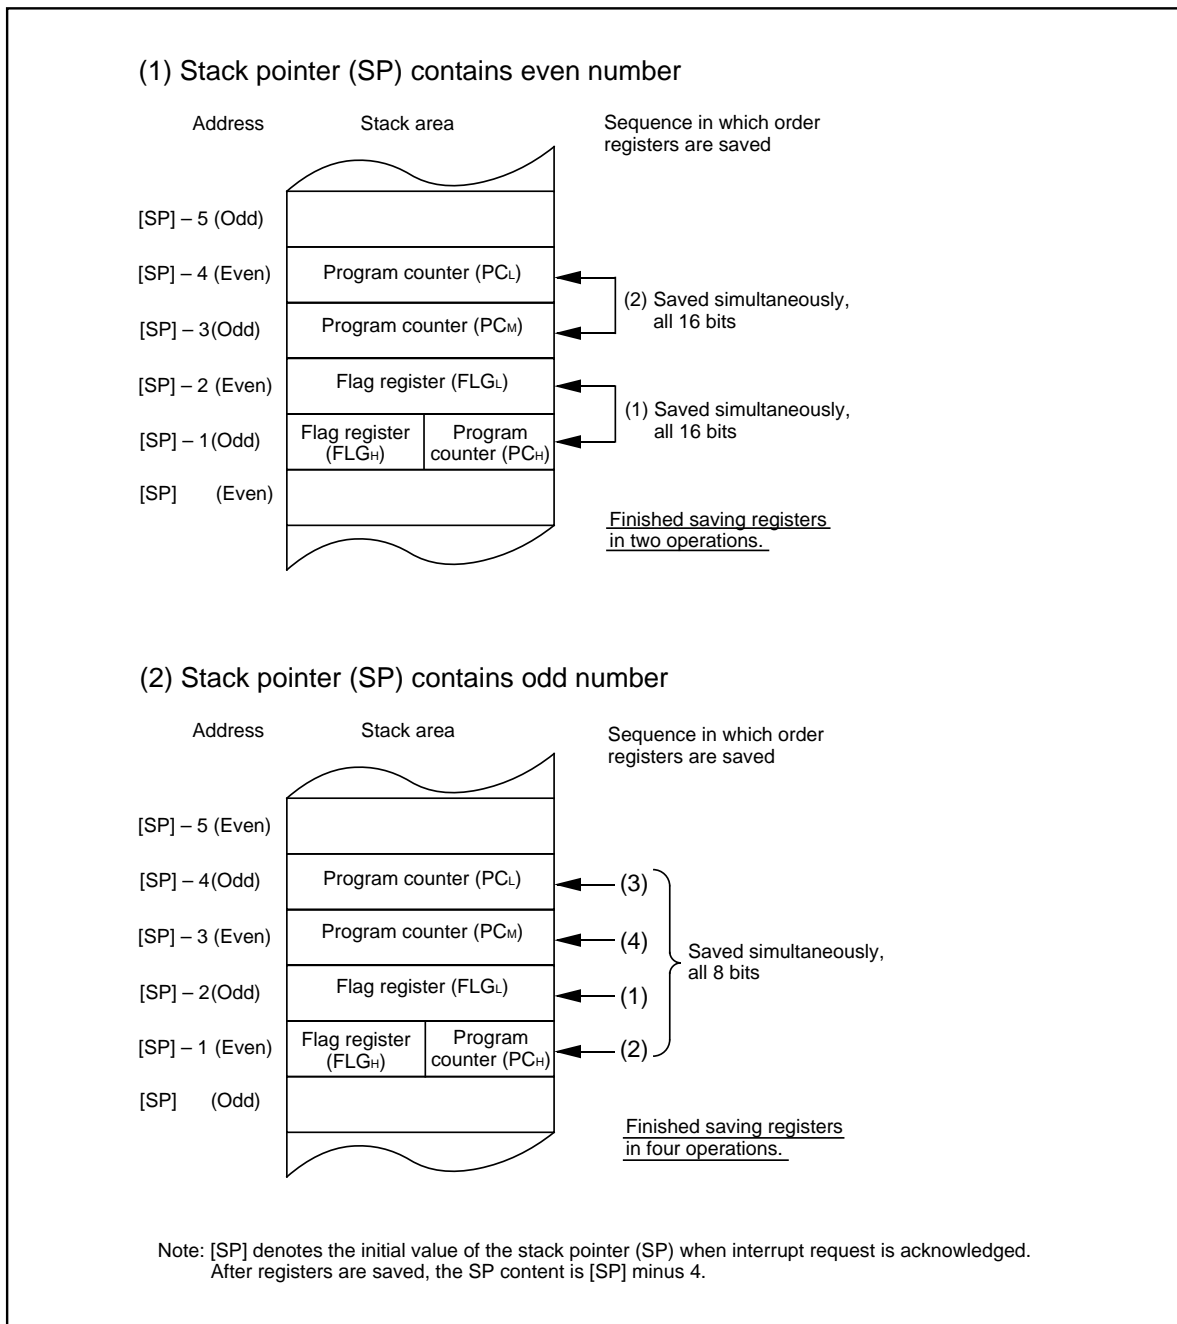 (1) Stack pointer (SP) contains even number
Address
Stack area
Sequence in which order
registers are saved
[SP] – 5 (Odd)
[SP] – 4 (Even)
Program counter (PCL)
[SP] – 3(Odd)
Program counter (PCM)
(2) Saved simultaneously,
all 16 bits
[SP] – 2 (Even)
Flag register (FLGL)
[SP] – 1(Odd)
Flag register
(FLGH)
Program
counter (PCH)
(1) Saved simultaneously,
all 16 bits
[SP] (Even)
Finished saving registers
in two operations.
(2) Stack pointer (SP) contains odd number
Address
Stack area
Sequence in which order
registers are saved
[SP] – 5 (Even)
[SP] – 4(Odd)
Program counter (PCL)
(3)
[SP] – 3 (Even)
Program counter (PCM)
(4)
[SP] – 2(Odd)
Flag register (FLGL)
(1)
[SP] – 1 (Even)
Flag register
(FLGH)
Program
counter (PCH)
(2)
Saved simultaneously,
all 8 bits
[SP] (Odd)
Finished saving registers
in four operations.
Note: [SP] denotes the initial value of the stack pointer (SP) when interrupt request is acknowledged.
After registers are saved, the SP content is [SP] minus 4.